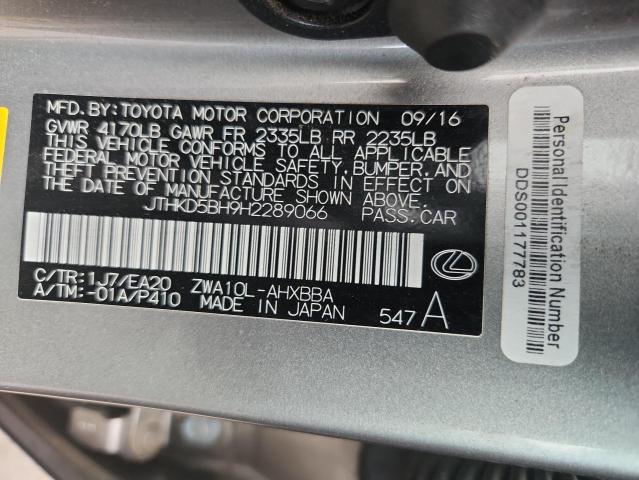 MFD. BY: TOYOTA MOTOR CORPORATION 09/16
GVWR 4170LB GAWR FR 2335LB RR 2235LB
THIS VEHICLE CONFORMS TO ALL APPLICABLE
FEDERAL MOTOR VEHICLE SAFETY, BUMPER, AND
THEFT PREVENTION STANDARDS IN EFFECT ON
THE DATE OF MANUFACTURE SHOWN ABOVE.
JTHKD5BH9H2289066 PASS.CAR
C/TR: 1J7/EA20 ZWA10L-AHXBBA
A/TM: -01A/P410 MADE IN JAPAN 547 A
Personal Identification Number
DDS001177783